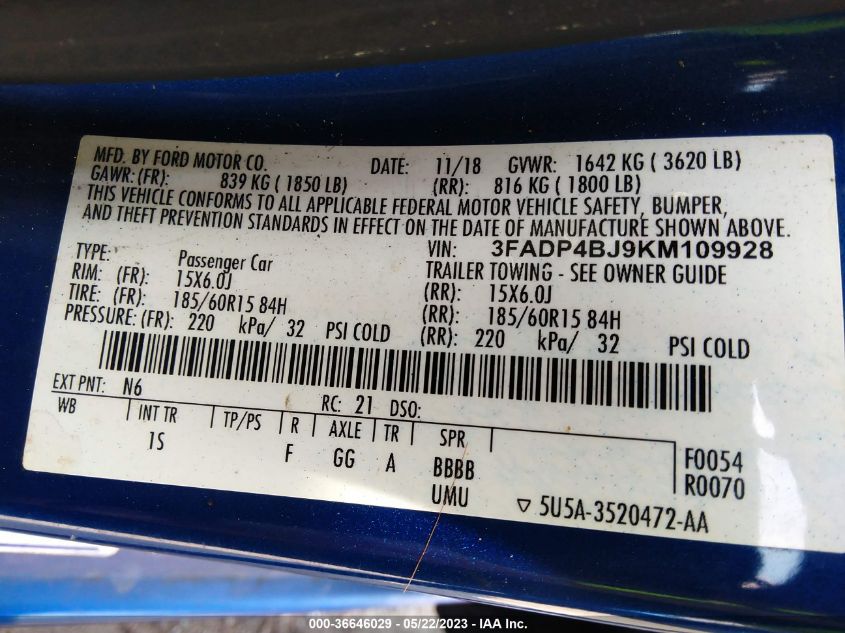 MFD. BY FORD MOTOR CO. DATE: 11/18 GVWR: 1642 KG ( 3620 LB)
GAWR:(FR): 839 KG ( 1850 LB) (RR): 816 KG ( 1800 LB)
THIS VEHICLE CONFORMS TO ALL APPLICABLE FEDERAL MOTOR VEHICLE SAFETY, BUMPER,
AND THEFT PREVENTION STANDARDS IN EFFECT ON THE DATE OF MANUFACTURE SHOWN ABOVE.
VIN: 3FADP4BJ9KM109928
TYPE: Passenger Car TRAILER TOWING - SEE OWNER GUIDE
RIM: (FR): 15X6.0J (RR): 15X6.0J
TIRE: (FR): 185/60R15 84H (RR): 185/60R15 84H
PRESSURE:(FR): 220 kPa/ 32 PSI COLD (RR): 220 kPa/ 32 PSI COLD
EXT PNT: N6 RC: 21 DSO:
WB INT TR TP/PS R AXLE TR SPR
1S F GG A BBBB F0054
UMU R0070
▽ 5U5A-3520472-AA
000-36646029 - 05/22/2023 - IAA Inc.